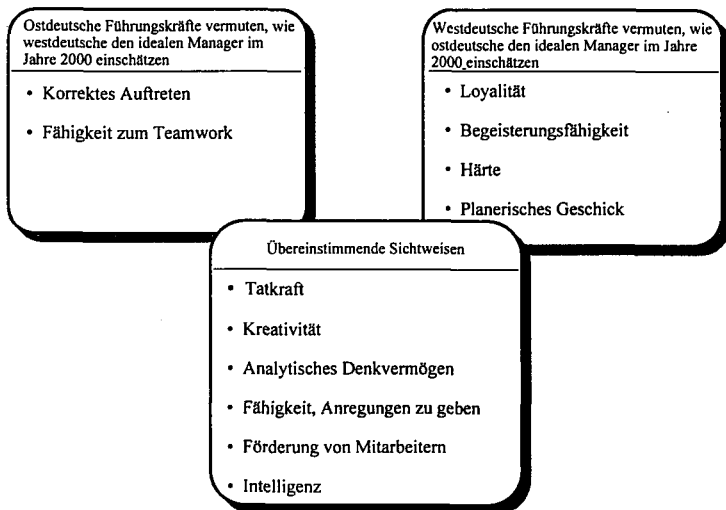 Ostdeutsche Führungskräfte vermuten, wie
westdeutsche den idealen Manager im
Jahre 2000 einschätzen
• Korrektes Auftreten
• Fähigkeit zum Teamwork
Westdeutsche Führungskräfte vermuten, wie
ostdeutsche den idealen Manager im Jahre
2000 einschätzen
• Loyalität
• Begeisterungsfähigkeit
• Härte
• Planerisches Geschick
Übereinstimmende Sichtweisen
• Tatkraft
• Kreativität
• Analytisches Denkvermögen
• Fähigkeit, Anregungen zu geben
• Förderung von Mitarbeitern
• Intelligenz